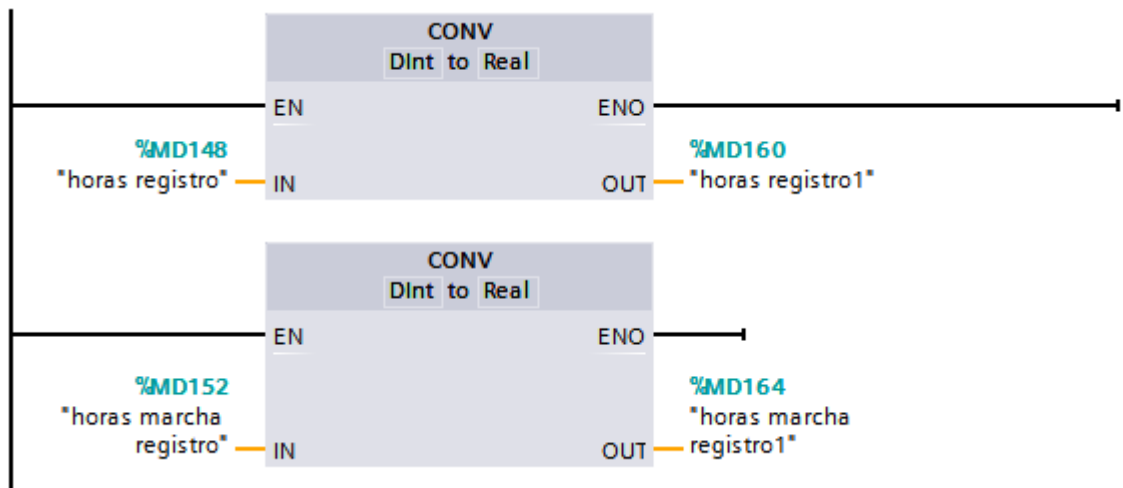 CONV
DInt to Real
EN
ENO
%MD148
"horas registro"
IN
%MD160
"horas registro1"
OUT
CONV
DInt to Real
EN
ENO
%MD152
"horas marcha
registro"
IN
%MD164
"horas marcha
registro1"
OUT